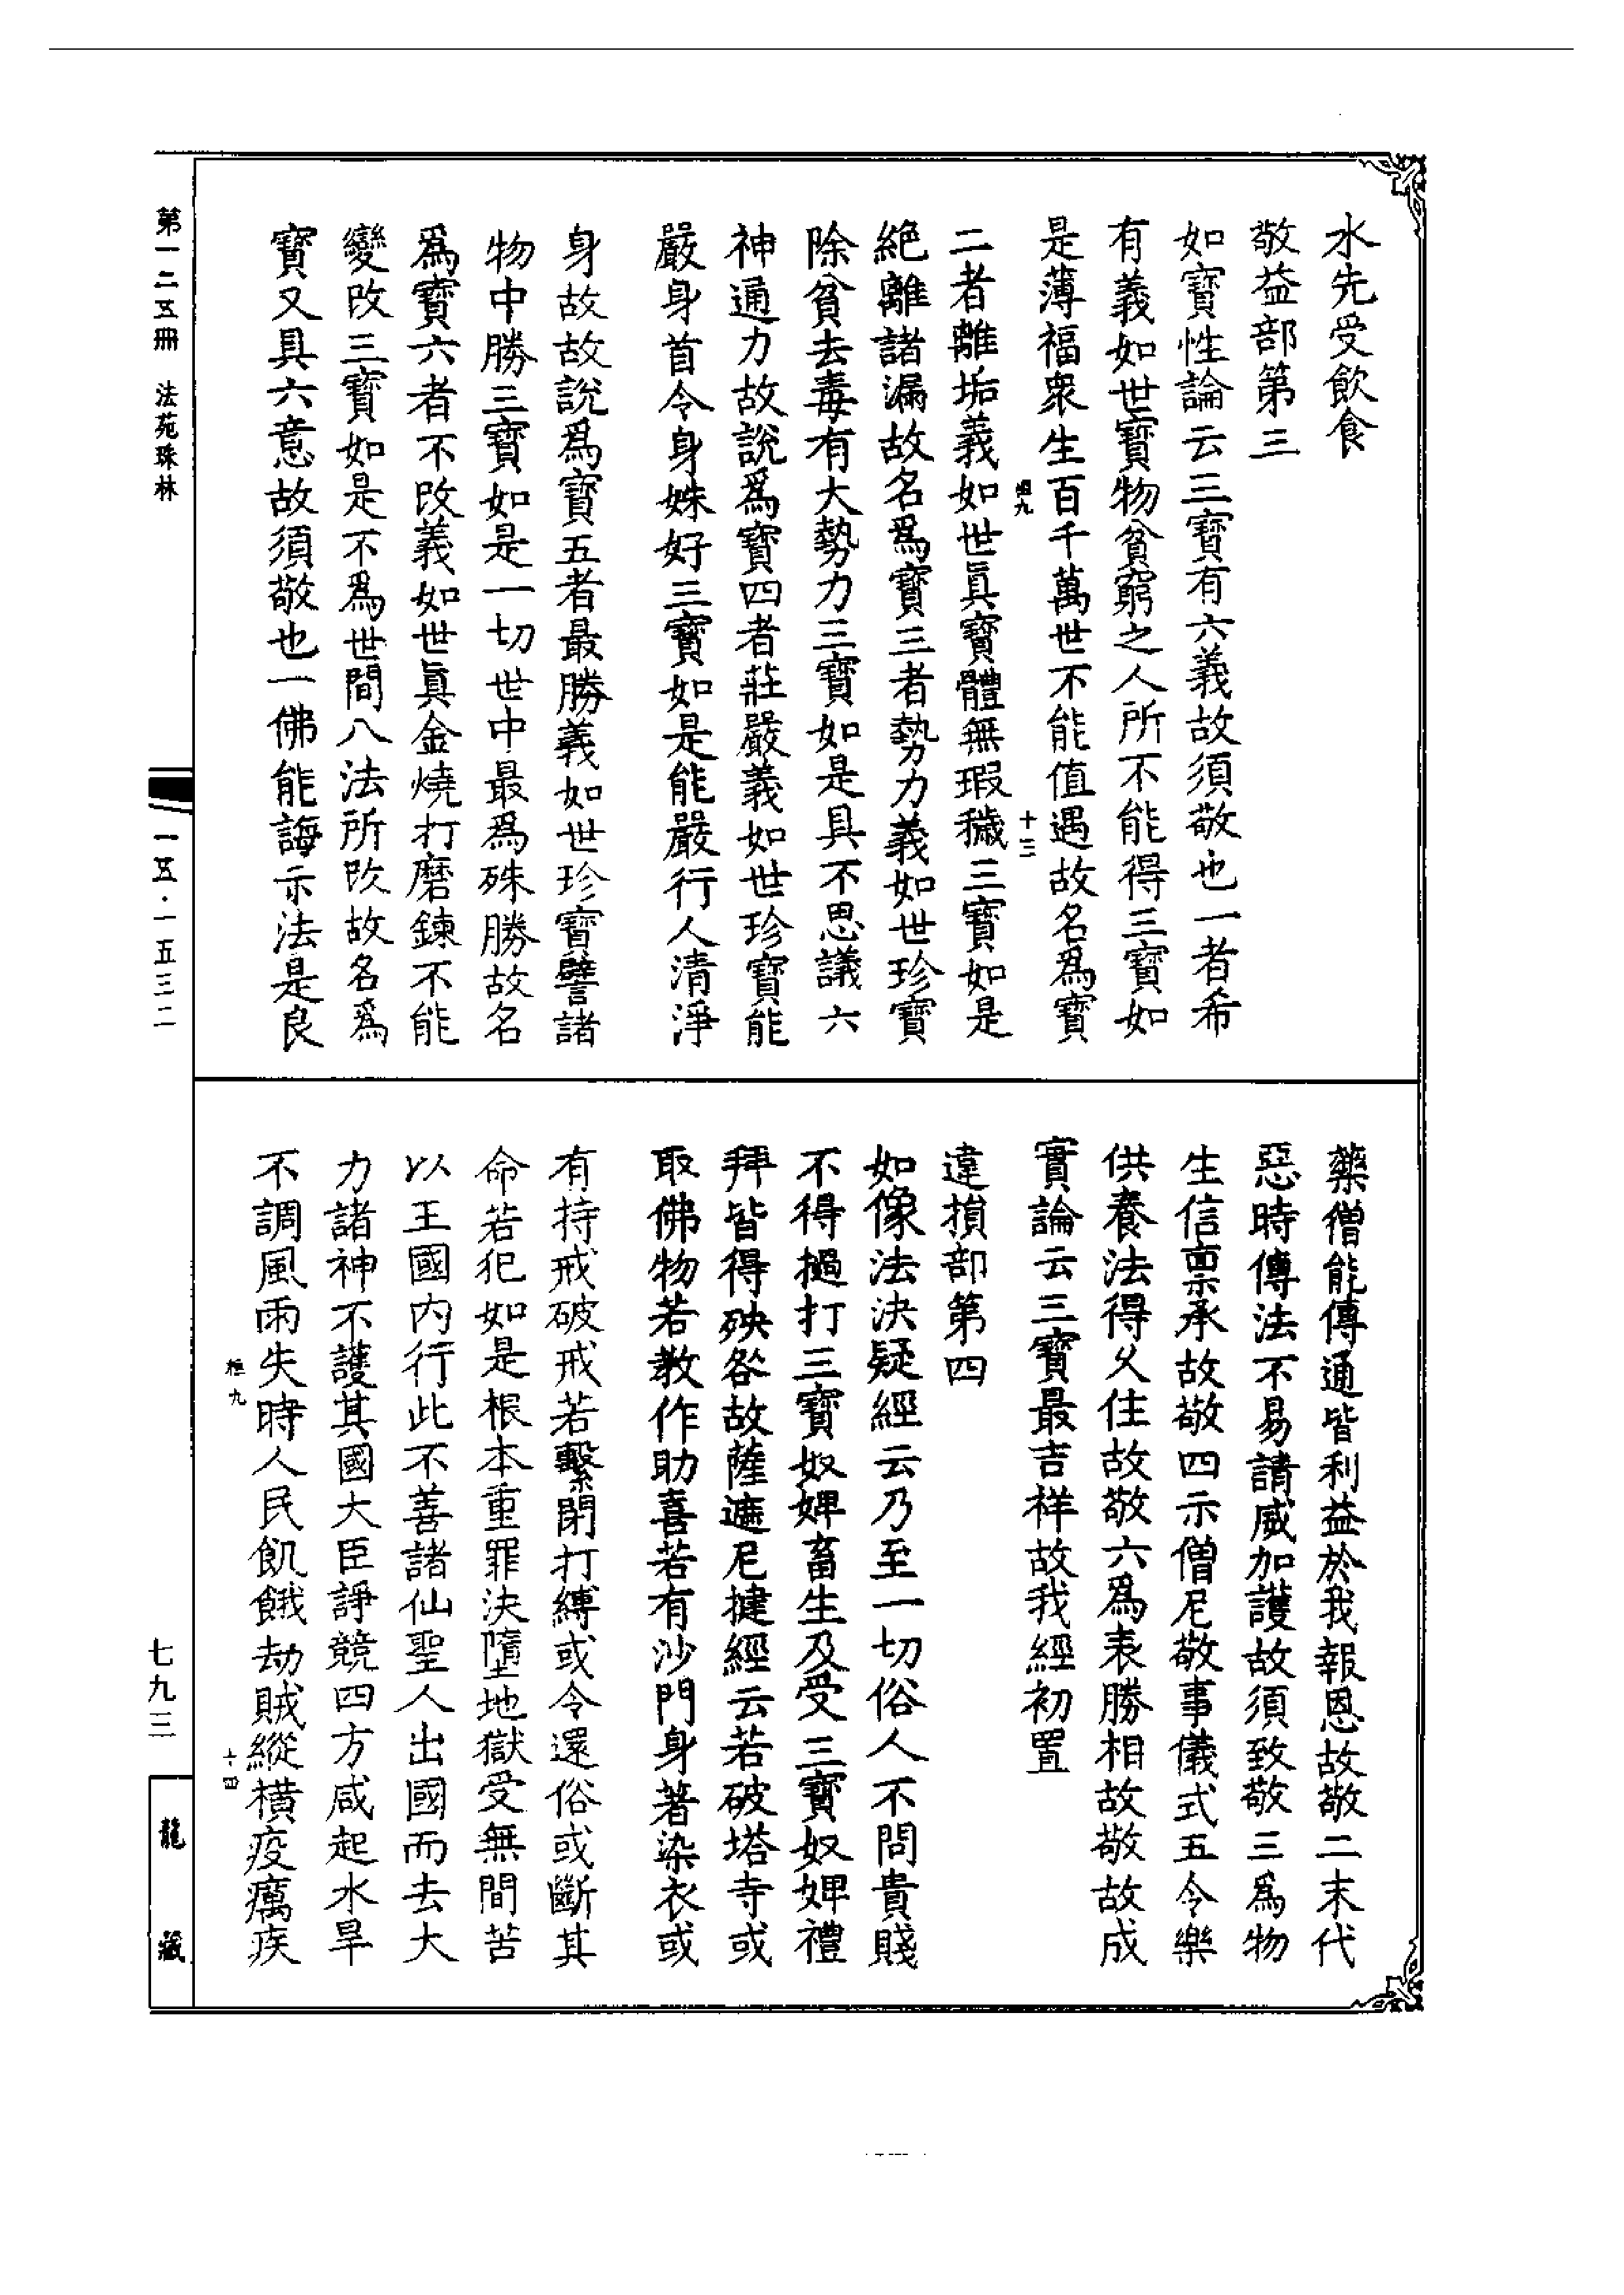 水先受飲食
敬益部第三
如寶性論云三寶有六義故須敬也一者希
有義如世寶物貧窮之人所不能得三寶如
是薄福衆生百千萬世不能值遇故名爲寶
二者離垢義如世眞寶體無瑕穢三寶如是
絶離諸漏故名爲寶三者勢力義如世珍寶
除貧去毒有大勢力三寶如是具不思議六
神通力故說爲寶四者莊嚴義如世珍寶能
嚴身首令身姝好三寶如是能嚴行人清淨
身故故說爲寶五者最勝義如世珍寶譬諸
物中勝三寶如是一切世中最爲殊勝故名
爲寶六者不改義如世眞金燒打磨鍊不能
變改三寶如是不爲世間八法所改故名爲
寶又具六意故須敬也一佛能誨示法是良
藥僧能傳通皆利益於我報恩故敬二末代
惡時傳法不易請威加護故須致敬三爲物
生信禀承故敬四示僧尼敬事儀式五令樂
供養法得久住故敬六爲表勝相故敬故成
實論云三寶最吉祥故我經初置
違損部第四
如像法決疑經云乃至一切俗人不問貴賤
不得撾打三寶奴婢畜生及受三寶奴婢禮
拜皆得殃咎故薩遮尼揵經云若破塔寺或
取佛物若教作助喜若有沙門身著染衣或
有持戒破戒若繫閉打縛或令還俗或斷其
命若犯如是根本重罪決墮地獄受無間苦
以王國內行此不善諸仙聖人出國而去大
力諸神不護其國大臣諍競四方咸起水旱
不調風雨失時人民飢餓劫賊縱橫疫癘疾
十三
九
十四
第一二五冊　法苑珠林
一五·一五三二
七九三
龍藏